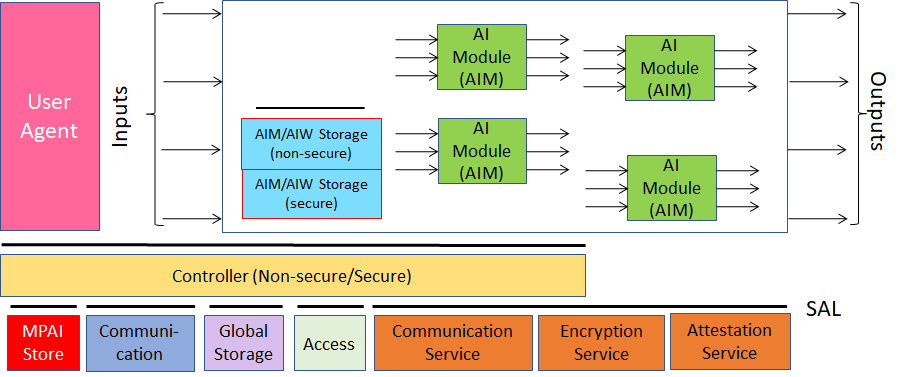 User
Agent
Inputs
AI
Module
(AIM)
AI
Module
(AIM)
AIM/AIW Storage
(non-secure)
AIM/AIW Storage
(secure)
AI
Module
(AIM)
AI
Module
(AIM)
Outputs
Controller (Non-secure/Secure)
SAL
MPAI
Store
Communi-
cation
Global
Storage
Access
Communication
Service
Encryption
Service
Attestation
Service